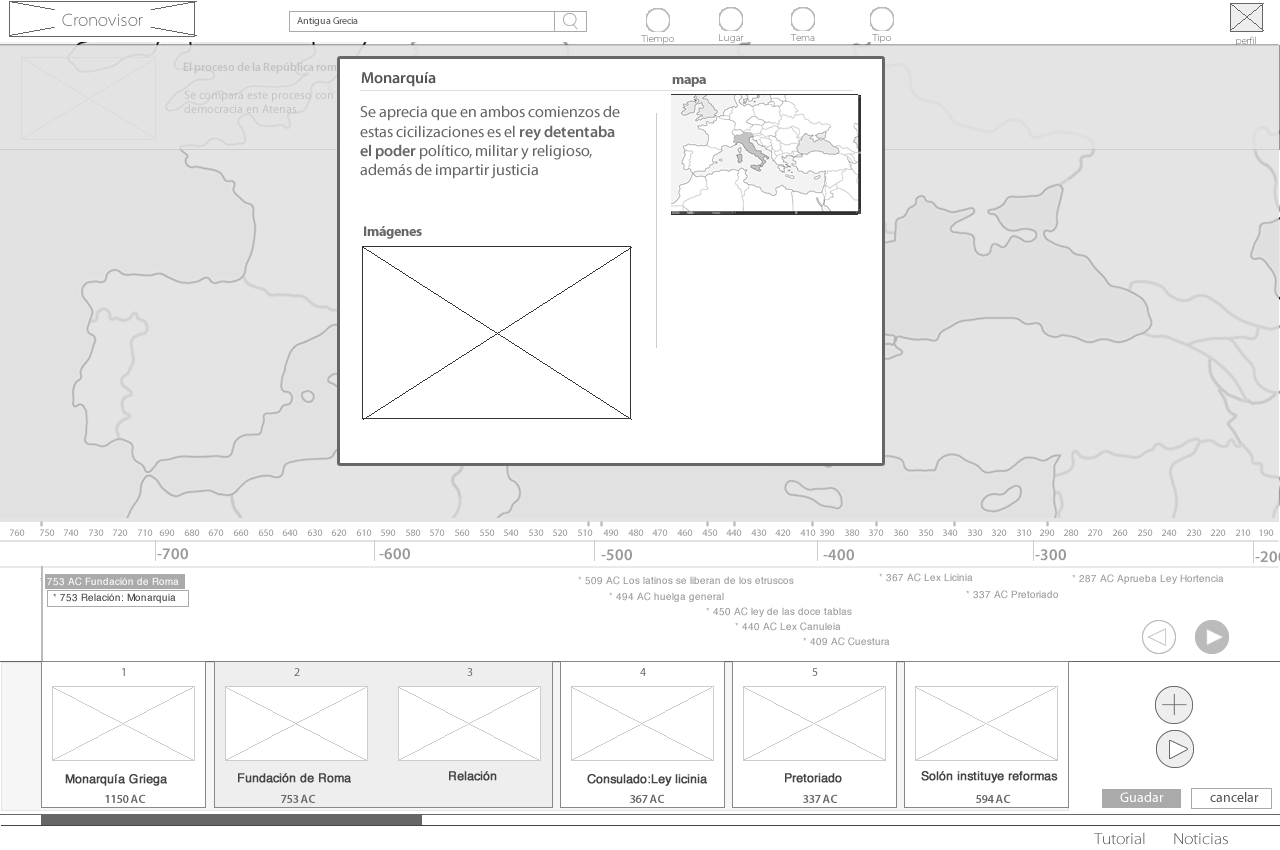 Cronovisor
Antigua Grecia
Tiempo
Lugar
Tema
Tipo
perfil
El proceso de la República rom
Se compara este proceso con
democracia en Atenas.
Monarquía
Se aprecia que en ambos comienzos de
estas cicilizaciones es el rey detentaba
el poder político, militar y religioso,
además de impartir justicia
mapa
Imágenes
760 750 740 730 720 710 690 680 670 660 650 640 630 620 610 590 580 570 560 550 540 530 520 510 490 480 470 460 450 440 430 420 410 390 380 370 360 350 340 330 320 310 290 280 270 260 250 240 230 220 210 190
-700 -600 -500 -400 -300 -200
753 AC Fundación de Roma
* 753 Relación: Monarquia
* 509 AC Los latinos se liberan de los etruscos
* 494 AC huelga general
* 450 AC ley de las doce tablas
* 440 AC Lex Canuleia
* 409 AC Cuestura
* 367 AC Lex Licinia
* 337 AC Pretoriado
* 287 AC Aprueba Ley Hortencia
1
Monarquía Griega
1150 AC
2
Fundación de Roma
753 AC
3
Relación
4
Consulado:Ley licinia
367 AC
5
Pretoriado
337 AC
Solón instituye reformas
594 AC
Guadar
cancelar
Tutorial
Noticias